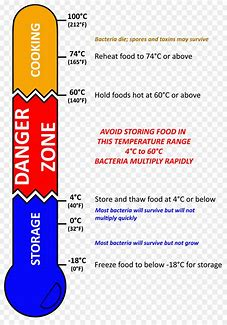 100°C
(212°F)
Bacteria die; spores and toxins may survive
COOKING
74°C
(165°F)
Reheat food to 74°C or above
60°C
(140°F)
Hold foods hot at 60°C or above
DANGER
ZONE
AVOID STORING FOOD IN
THIS TEMPERATURE RANGE
4°C to 60°C
BACTERIA MULTIPLY RAPIDLY
4°C
(40°F)
Store and thaw food at 4°C or below
Most bacteria will survive but will not
multiply quickly
0°C
(32°F)
STORAGE
Most bacteria will survive but not grow
-18°C
(0°F)
Freeze food to below -18°C for storage